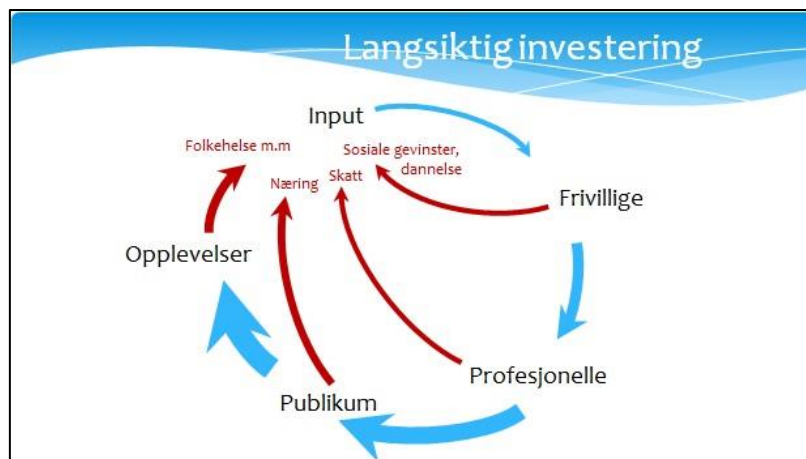 Langsiktig investering
Input
Folkehelse m.m
Sosiale gevinster,
dannelse
Næring
Skatt
Frivillige
Opplevelser
Profesjonelle
Publikum